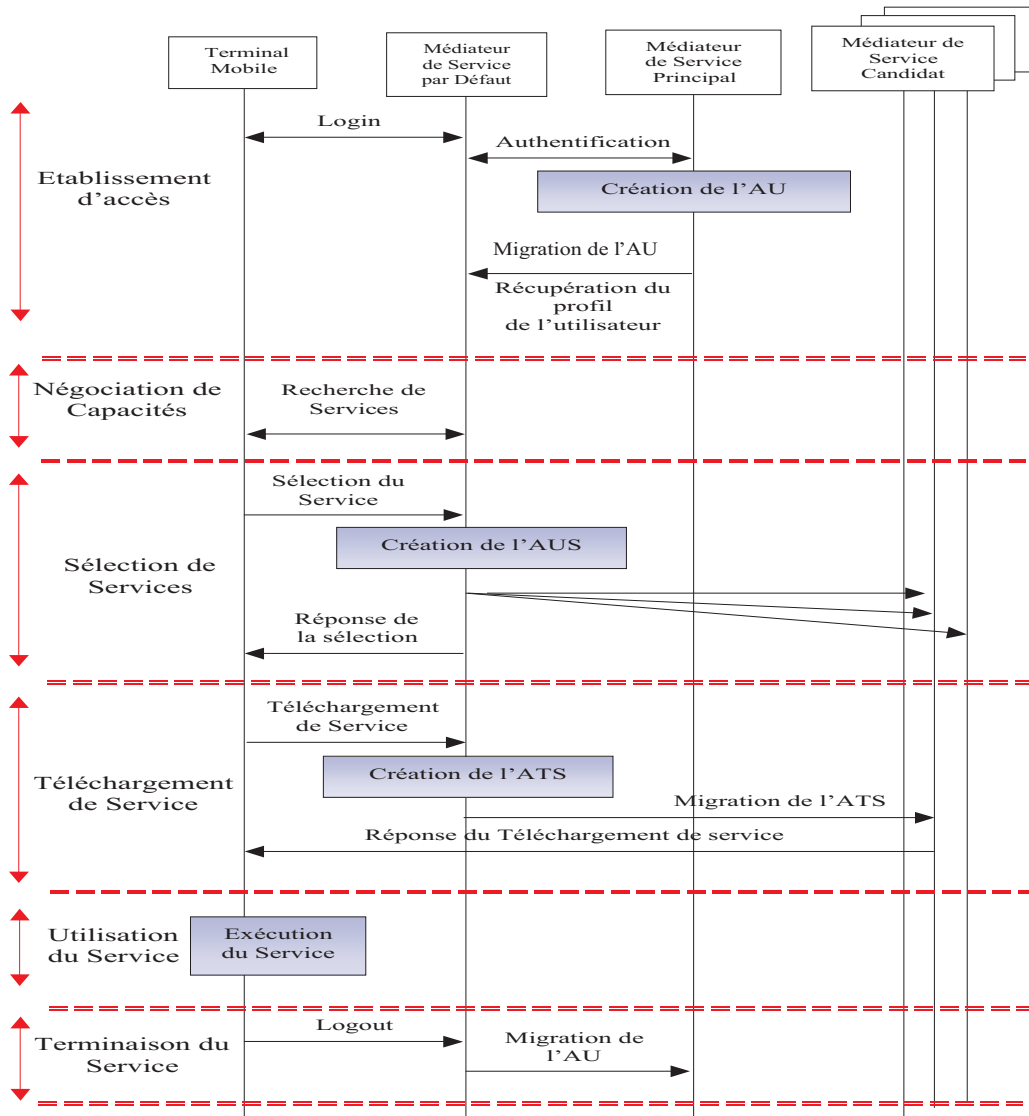 Terminal
Mobile
Médiateur
de Service
par Défaut
Médiateur
de Service
Principal
Médiateur de
Service
Candidat
Login
Authentification
Etablissement
d'accès
Création de l'AU
Migration de l'AU
Récupération du
profil
de l'utilisateur
Négociation de
Capacités
Recherche de
Services
Sélection du
Service
Création de l'AUS
Sélection de
Services
Réponse de
la sélection
Téléchargement
de Service
Création de l'ATS
Téléchargement
de Service
Migration de l'ATS
Réponse du Téléchargement de service
Utilisation
du Service
Exécution
du Service
Terminaison du
Service
Logout
Migration de
l'AU